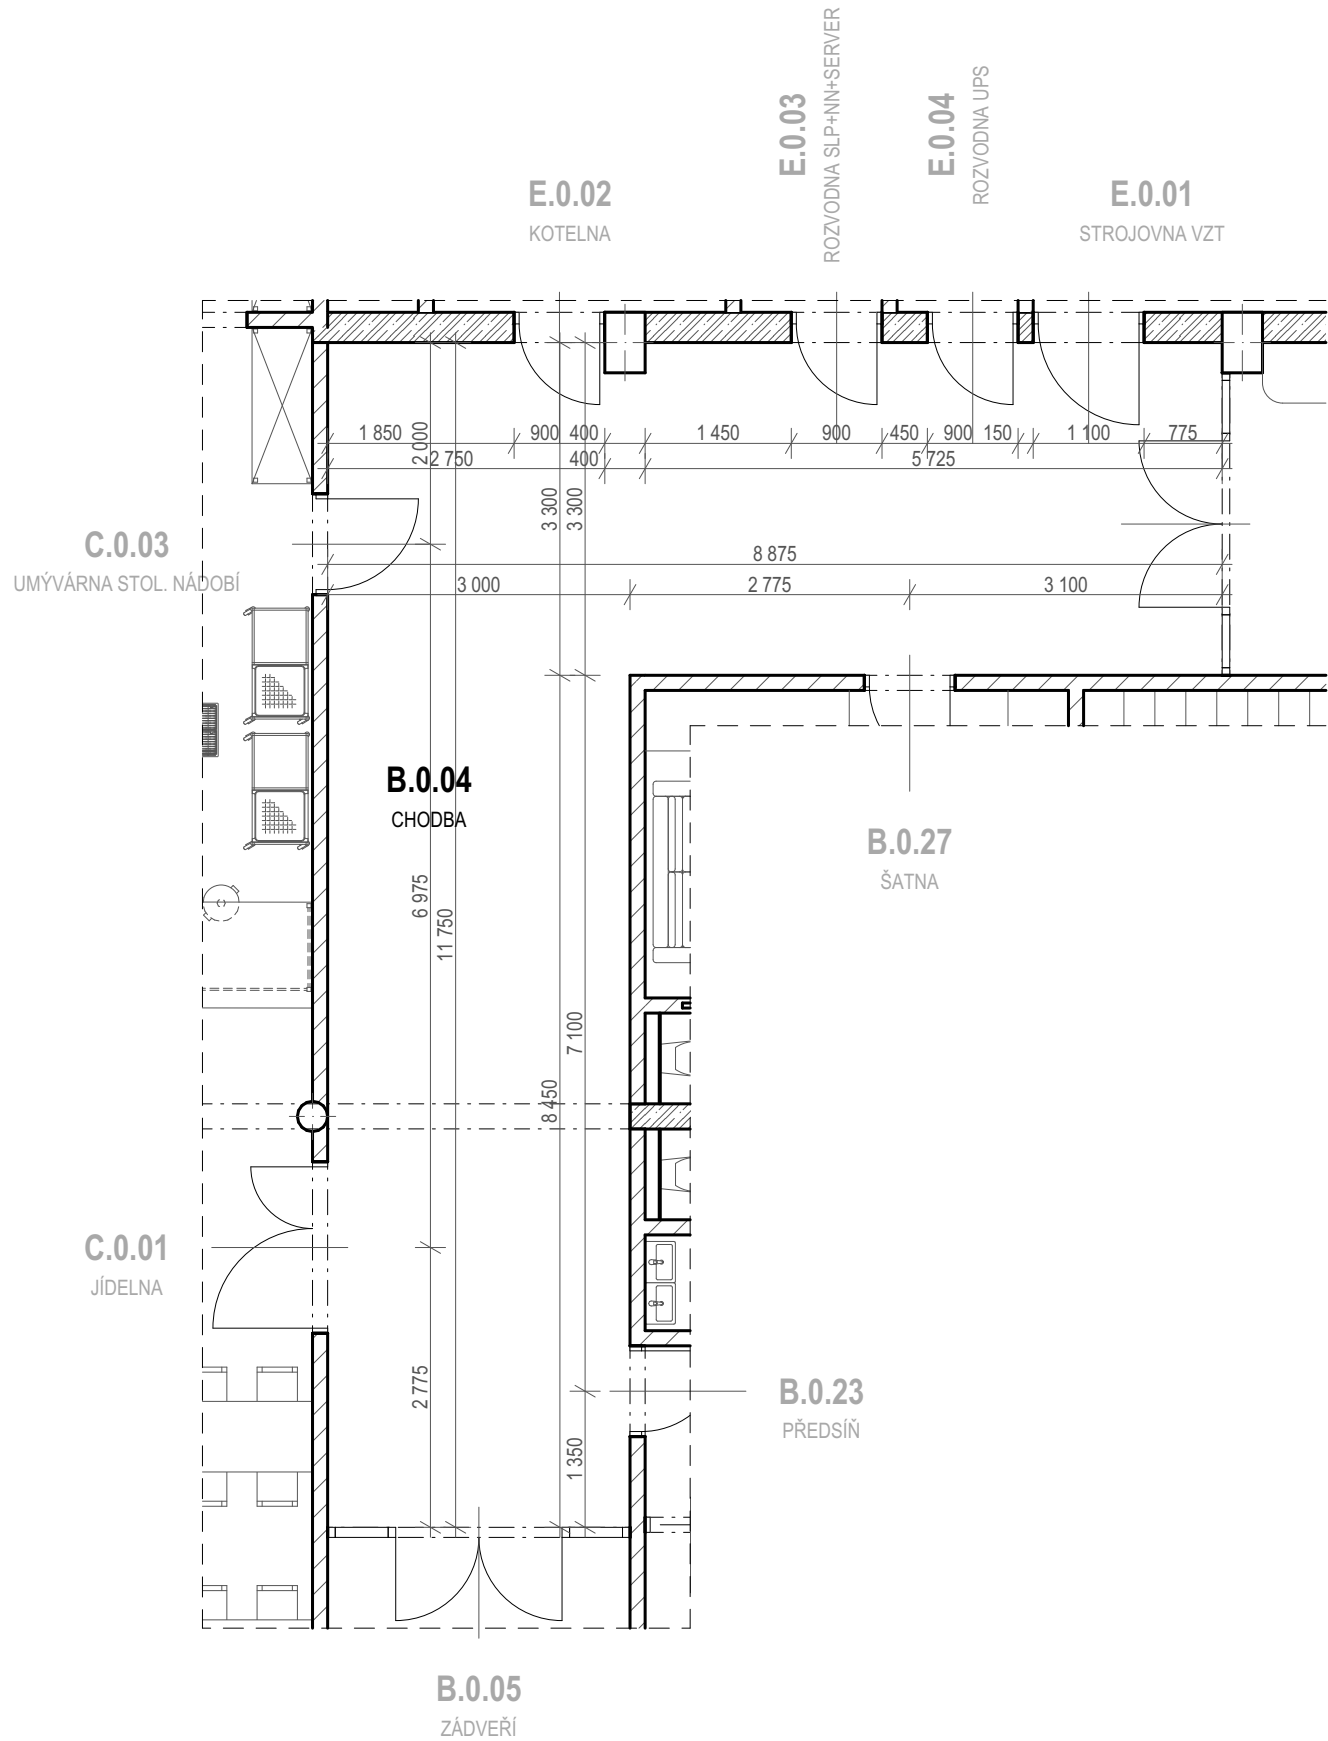 E.0.03
ROZVODNA SLP+NN+SERVER
E.0.04
ROZVODNA UPS
E.0.02
KOTELNA
E.0.01
STROJOVNA VZT
1 850
900
400
1 450
900
450
900
150
1 100
775
2 000
2 750
400
5 725
3 300
3 300
C.0.03
UMÝVÁRNA STOL. NÁDOBÍ
8 875
3 000
2 775
3 100
B.0.04
CHODBA
B.0.27
ŠATNA
6 975
11 750
7 100
8 450
C.0.01
JÍDELNA
2 775
B.0.23
PŘEDSÍŇ
1 350
B.0.05
ZÁDVEŘÍ